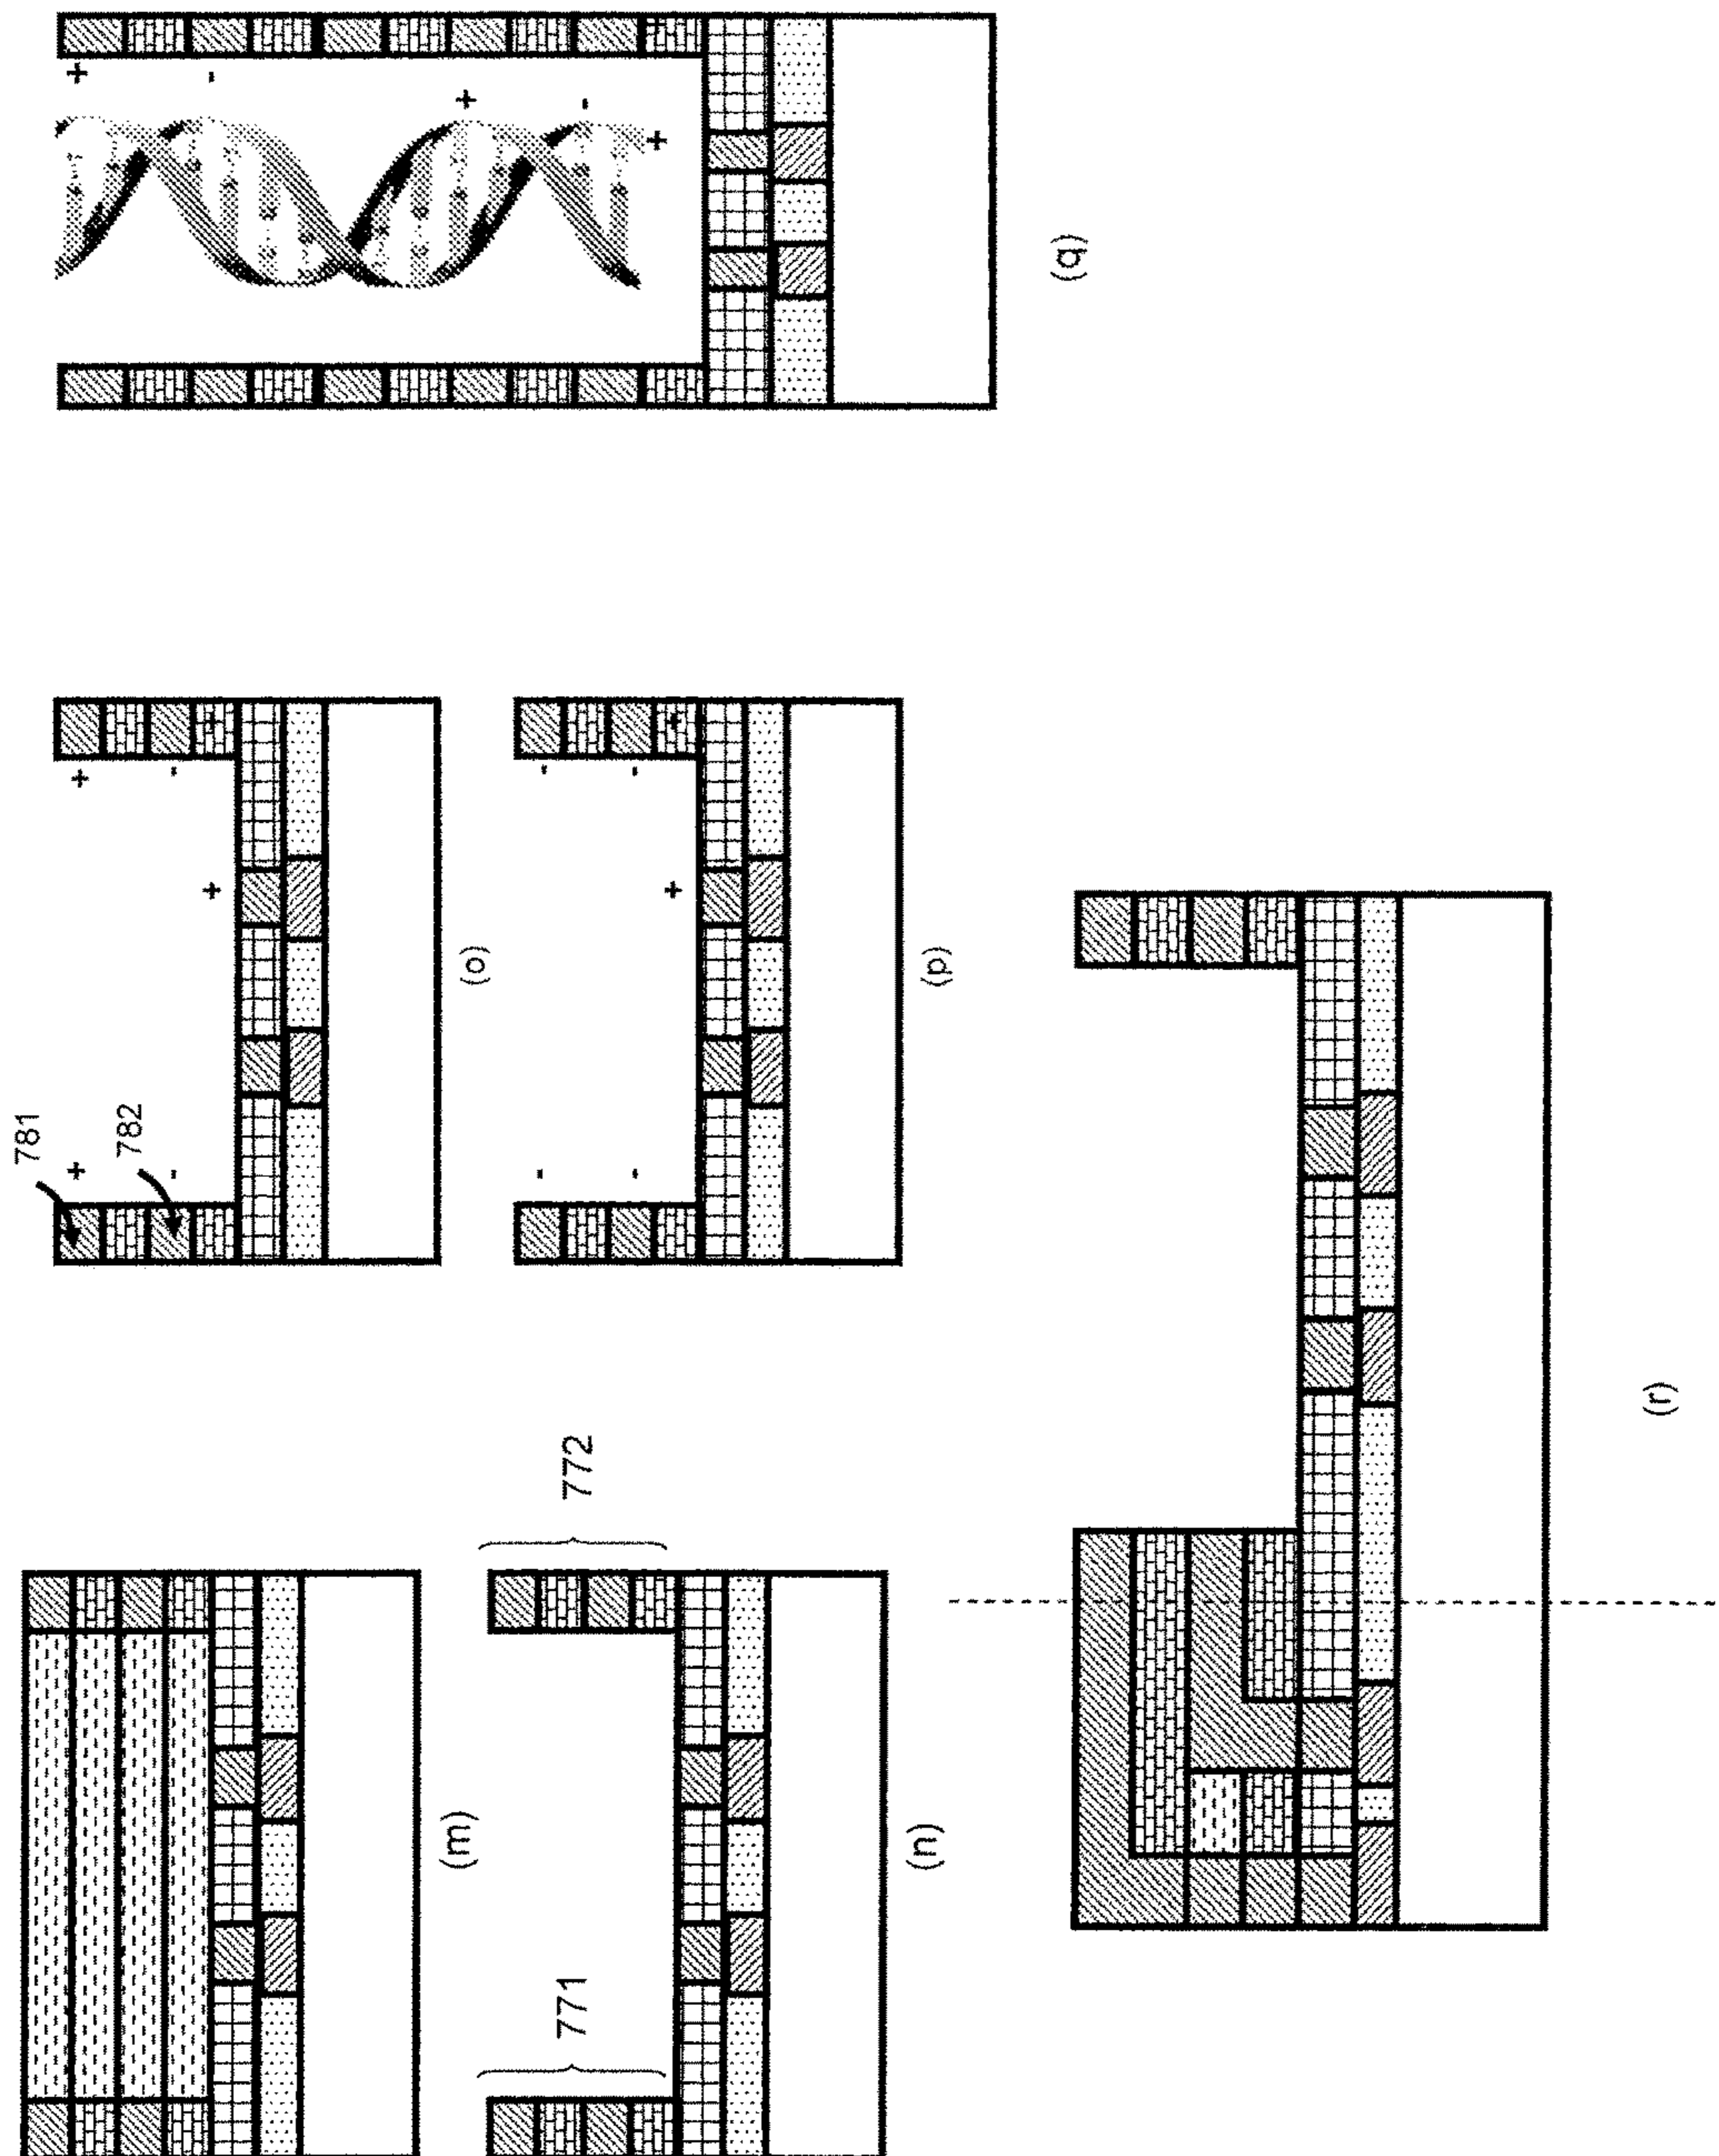 (m)
771
772
(n)
781
+ +
782
- -
+ +
(o)
- -
- -
+ +
(p)
+
-
+
-
+
(q)
(r)